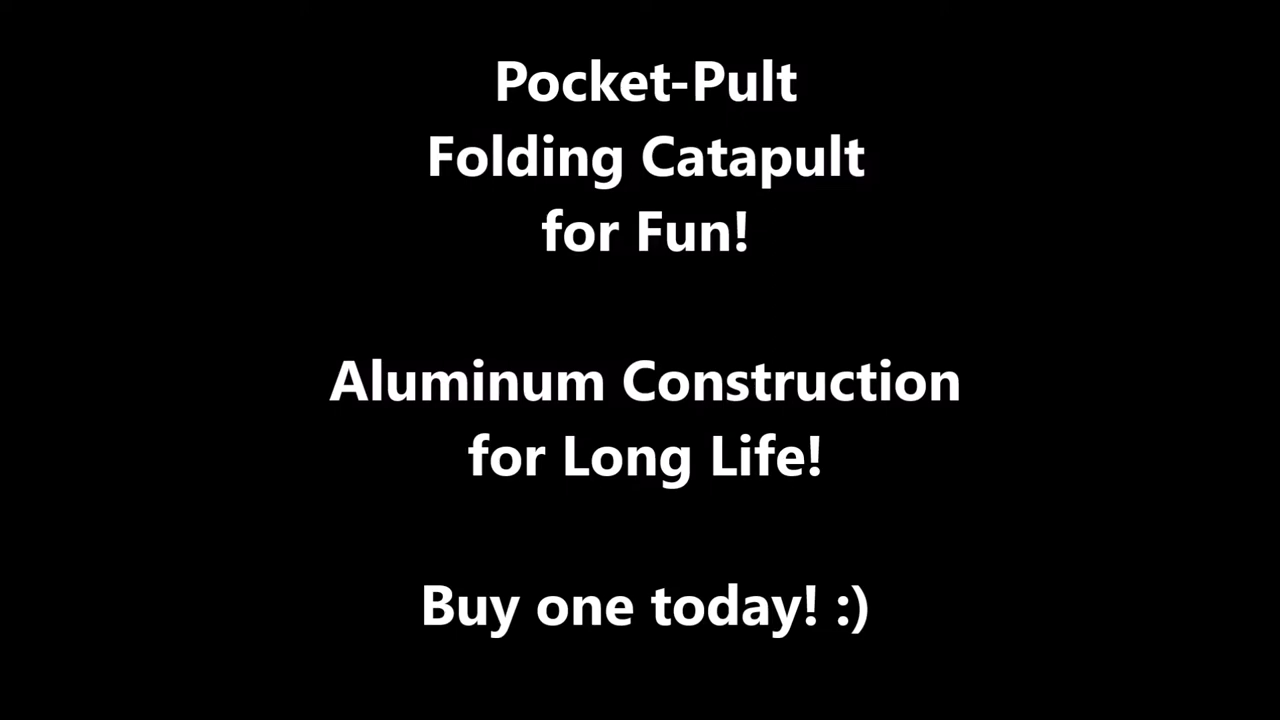 Pocket-Pult
Folding Catapult
for Fun!
Aluminum Construction
for Long Life!
Buy one today! :)